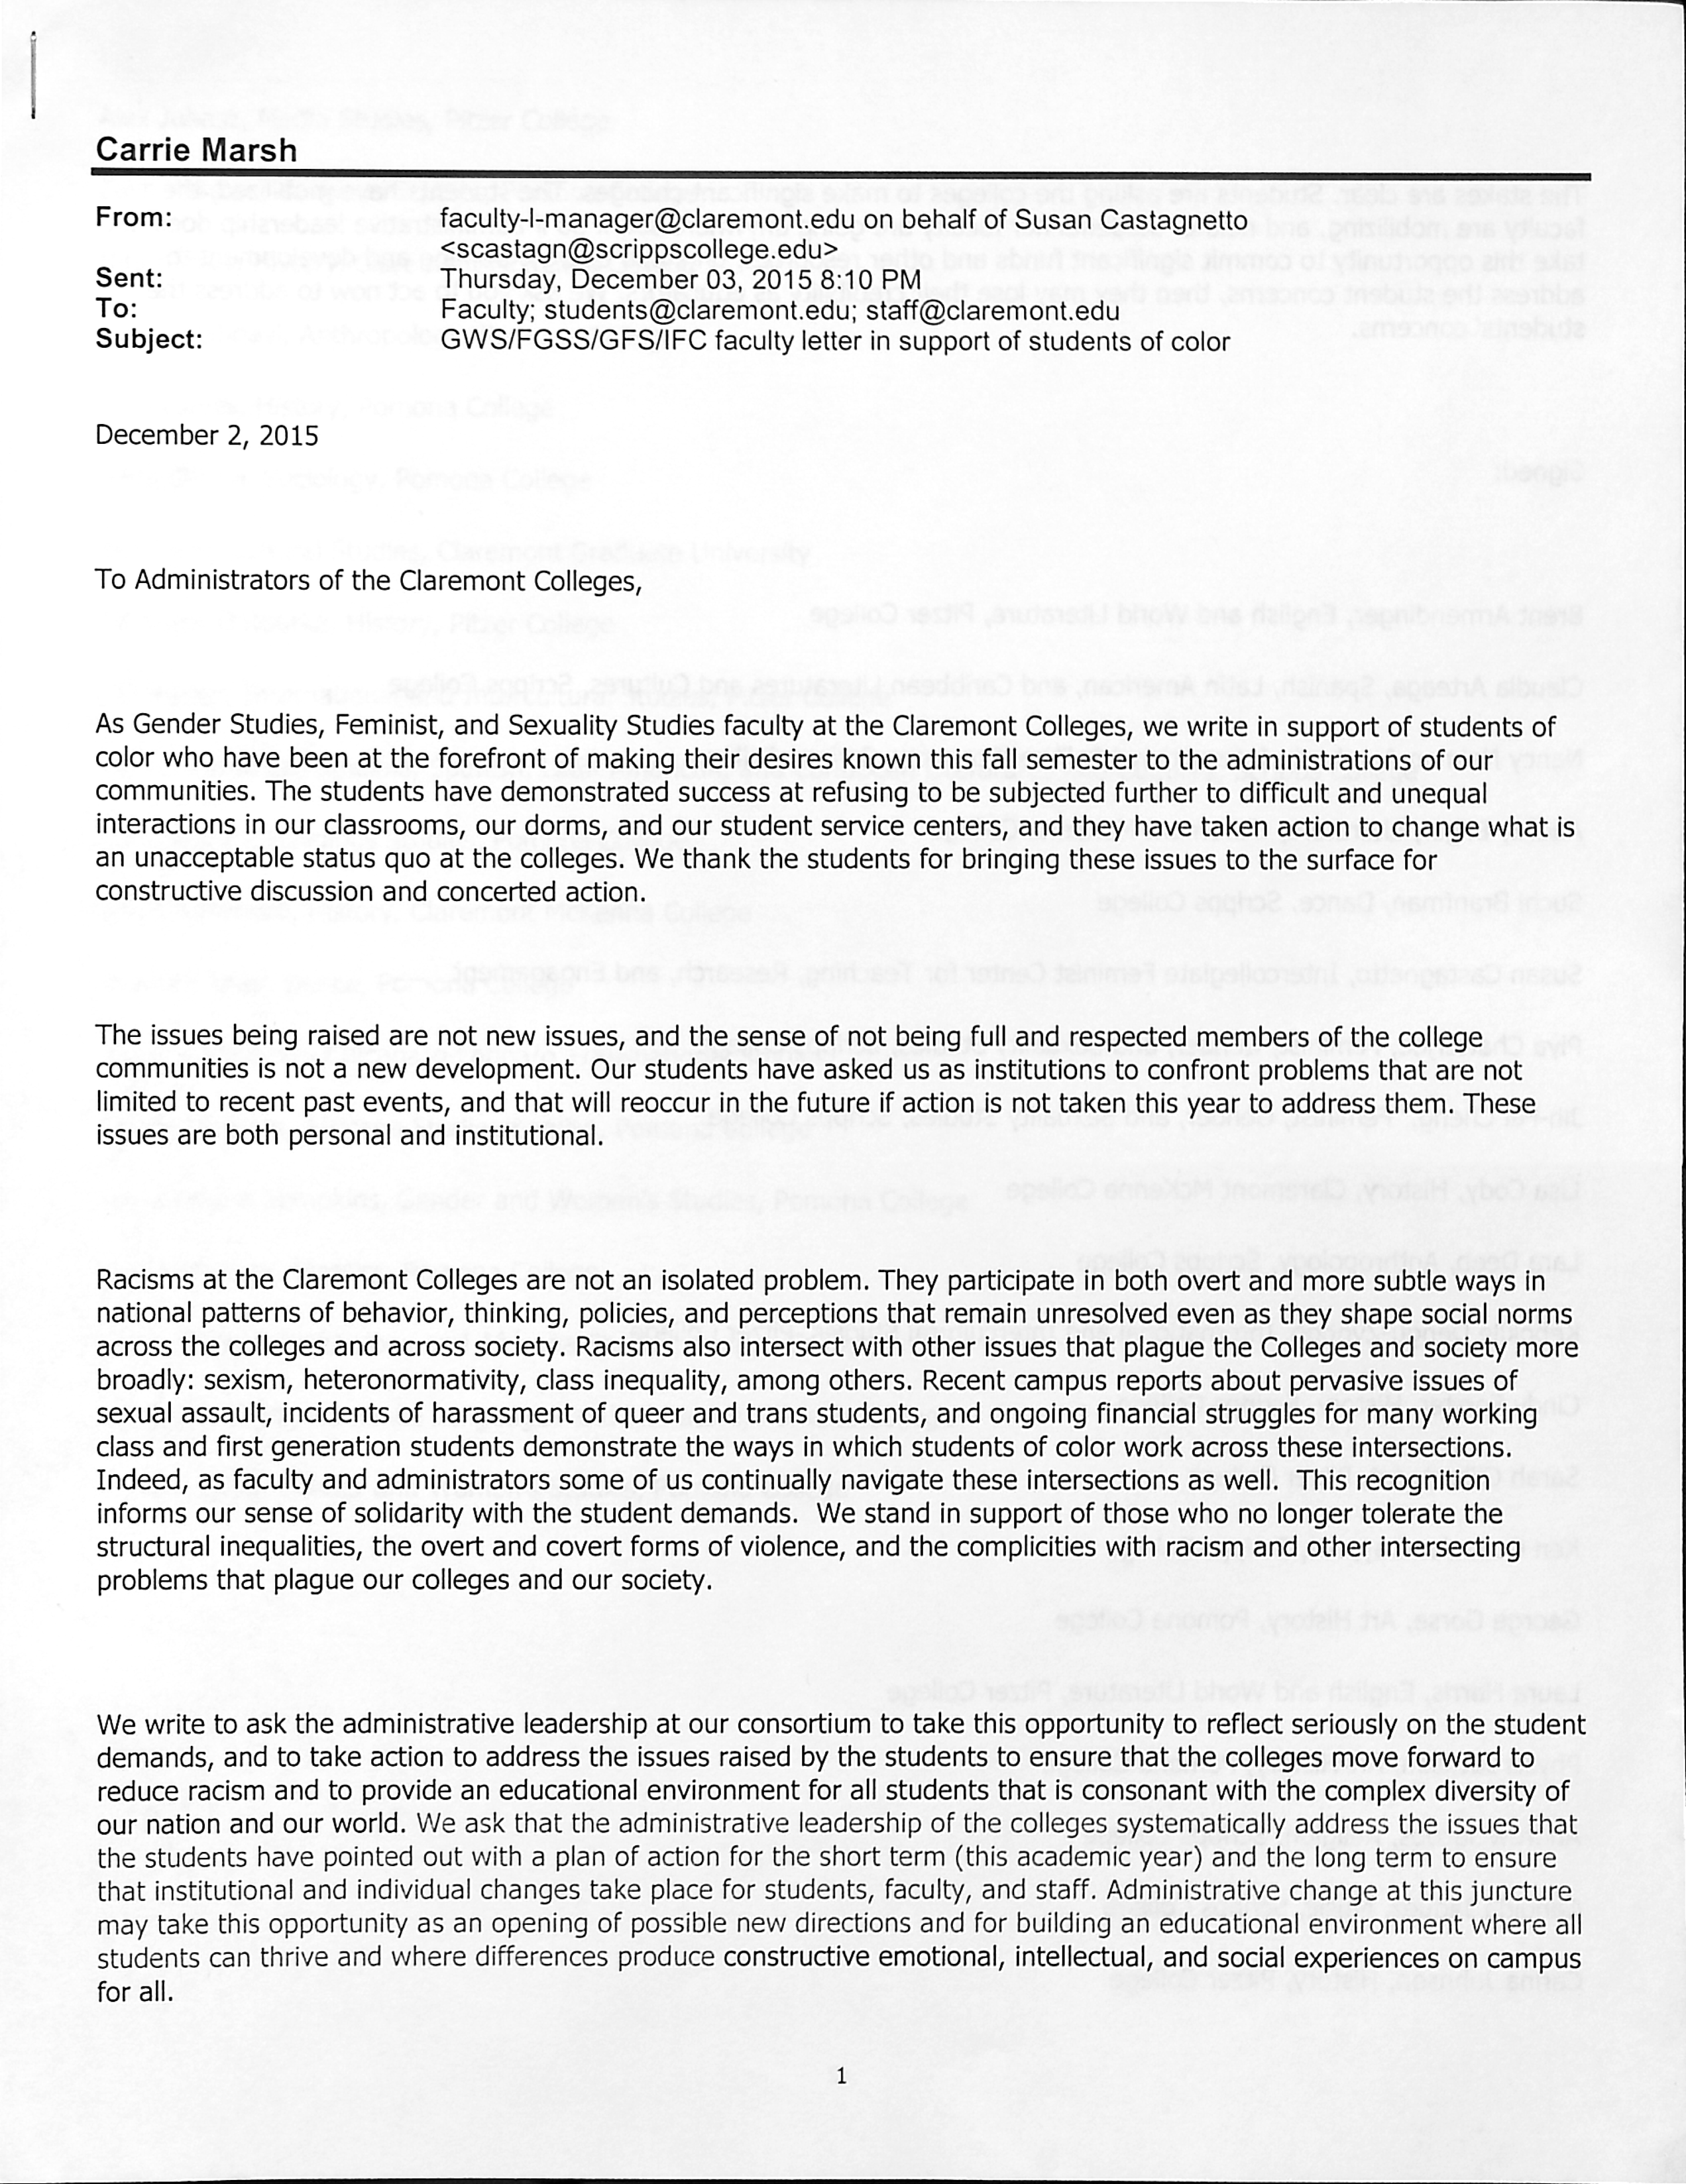 Carrie Marsh
From: faculty-l-manager@claremont.edu on behalf of Susan Castagnetto
<scastagn@scrippscollege.edu>
Sent: Thursday, December 03, 2015 8:10 PM
To: Faculty; students@claremont.edu; staff@claremont.edu
Subject: GWS/FGSS/GFS/IFC faculty letter in support of students of color
December 2, 2015
To Administrators of the Claremont Colleges,
As Gender Studies, Feminist, and Sexuality Studies faculty at the Claremont Colleges, we write in support of students of
color who have been at the forefront of making their desires known this fall semester to the administrations of our
communities. The students have demonstrated success at refusing to be subjected further to difficult and unequal
interactions in our classrooms, our dorms, and our student service centers, and they have taken action to change what is
an unacceptable status quo at the colleges. We thank the students for bringing these issues to the surface for
constructive discussion and concerted action.
The issues being raised are not new issues, and the sense of not being full and respected members of the college
communities is not a new development. Our students have asked us as institutions to confront problems that are not
limited to recent past events, and that will reoccur in the future if action is not taken this year to address them. These
issues are both personal and institutional.
Racisms at the Claremont Colleges are not an isolated problem. They participate in both overt and more subtle ways in
national patterns of behavior, thinking, policies, and perceptions that remain unresolved even as they shape social norms
across the colleges and across society. Racisms also intersect with other issues that plague the Colleges and society more
broadly: sexism, heteronormativity, class inequality, among others. Recent campus reports about pervasive issues of
sexual assault, incidents of harassment of queer and trans students, and ongoing financial struggles for many working
class and first generation students demonstrate the ways in which students of color work across these intersections.
Indeed, as faculty and administrators some of us continually navigate these intersections as well.  This recognition
informs our sense of solidarity with the student demands.  We stand in support of those who no longer tolerate the
structural inequalities, the overt and covert forms of violence, and the complicities with racism and other intersecting
problems that plague our colleges and our society.
We write to ask the administrative leadership at our consortium to take this opportunity to reflect seriously on the student
demands, and to take action to address the issues raised by the students to ensure that the colleges move forward to
reduce racism and to provide an educational environment for all students that is consonant with the complex diversity of
our nation and our world. We ask that the administrative leadership of the colleges systematically address the issues that
the students have pointed out with a plan of action for the short term (this academic year) and the long term to ensure
that institutional and individual changes take place for students, faculty, and staff. Administrative change at this juncture
may take this opportunity as an opening of possible new directions and for building an educational environment where all
students can thrive and where differences produce constructive emotional, intellectual, and social experiences on campus
for all.
1